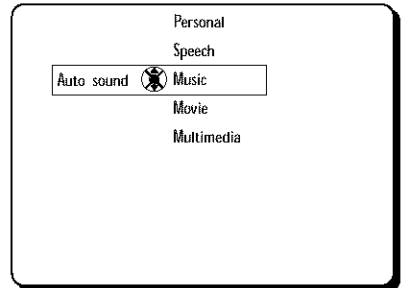 Personal
Speech
Auto sound Music
Movie
Multimedia